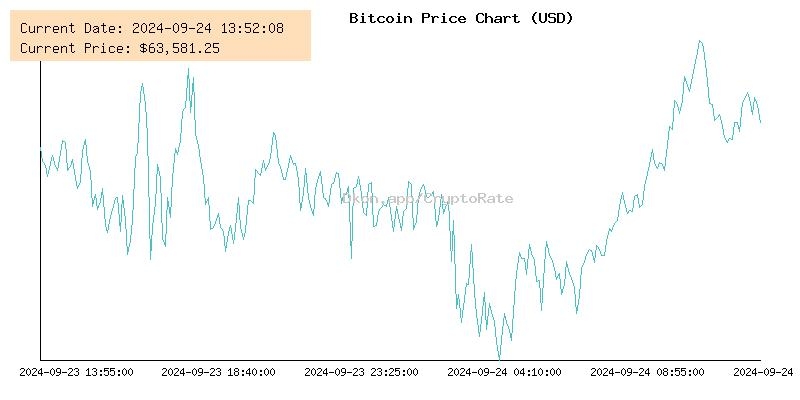 Bitcoin Price Chart (USD)
Current Date: 2024-09-24 13:52:08
Current Price: $63,581.25
Dkon.app/CryptoRate
2024-09-23 13:55:00
2024-09-23 18:40:00
2024-09-23 23:25:00
2024-09-24 04:10:00
2024-09-24 08:55:00
2024-09-24